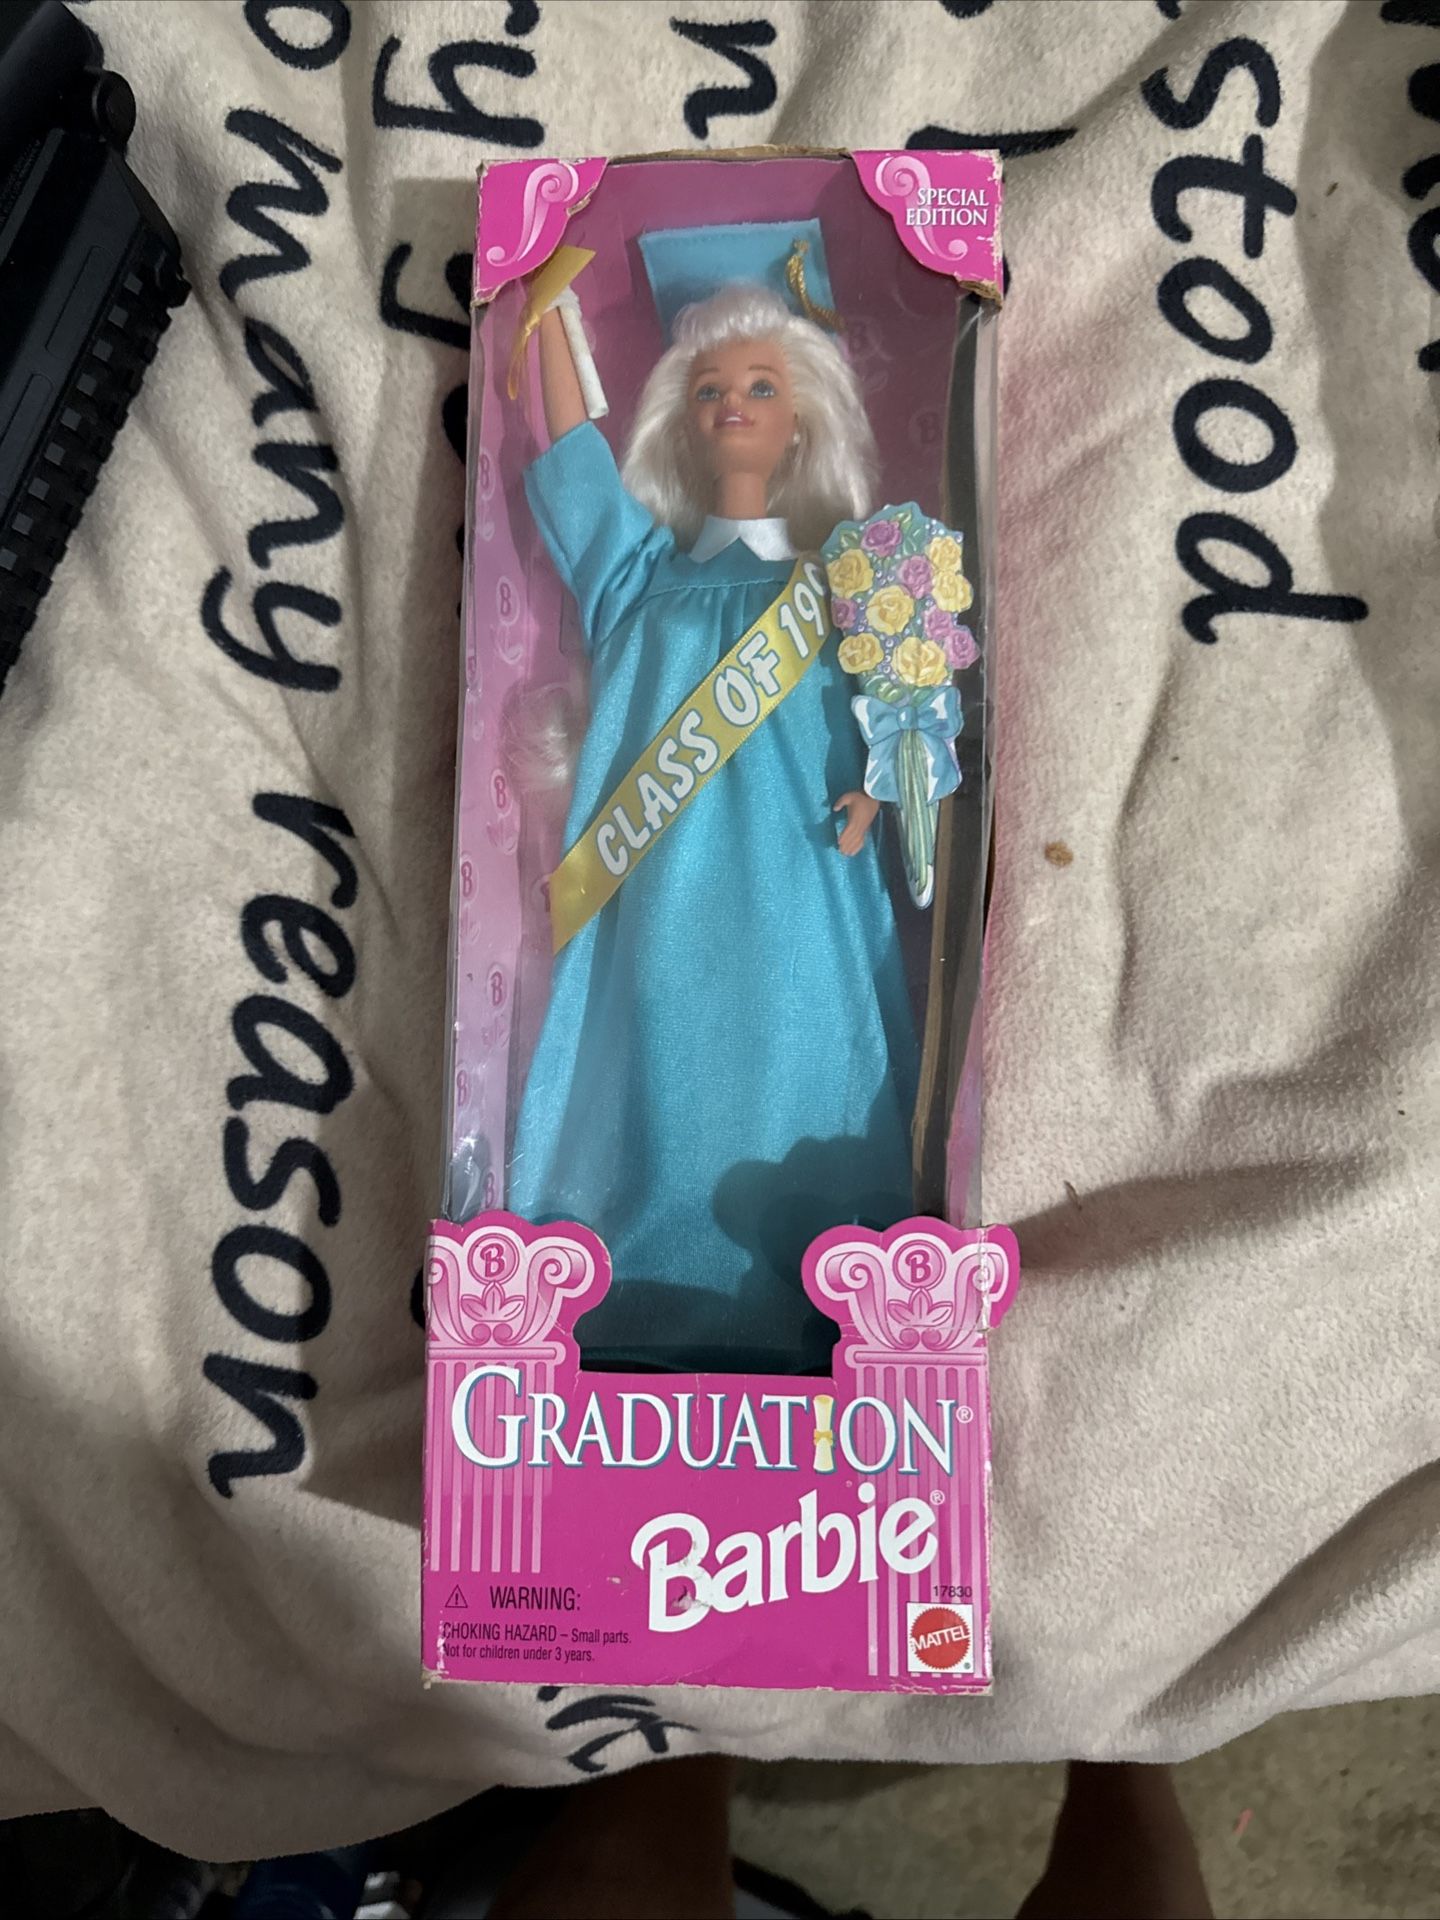 SPECIAL
EDITION
CLASS OF 199
GRADUATION®
Barbie®
WARNING:
CHOKING HAZARD – Small parts.
Not for children under 3 years.
17830
MATTEL
®
B
B
many reason
stood